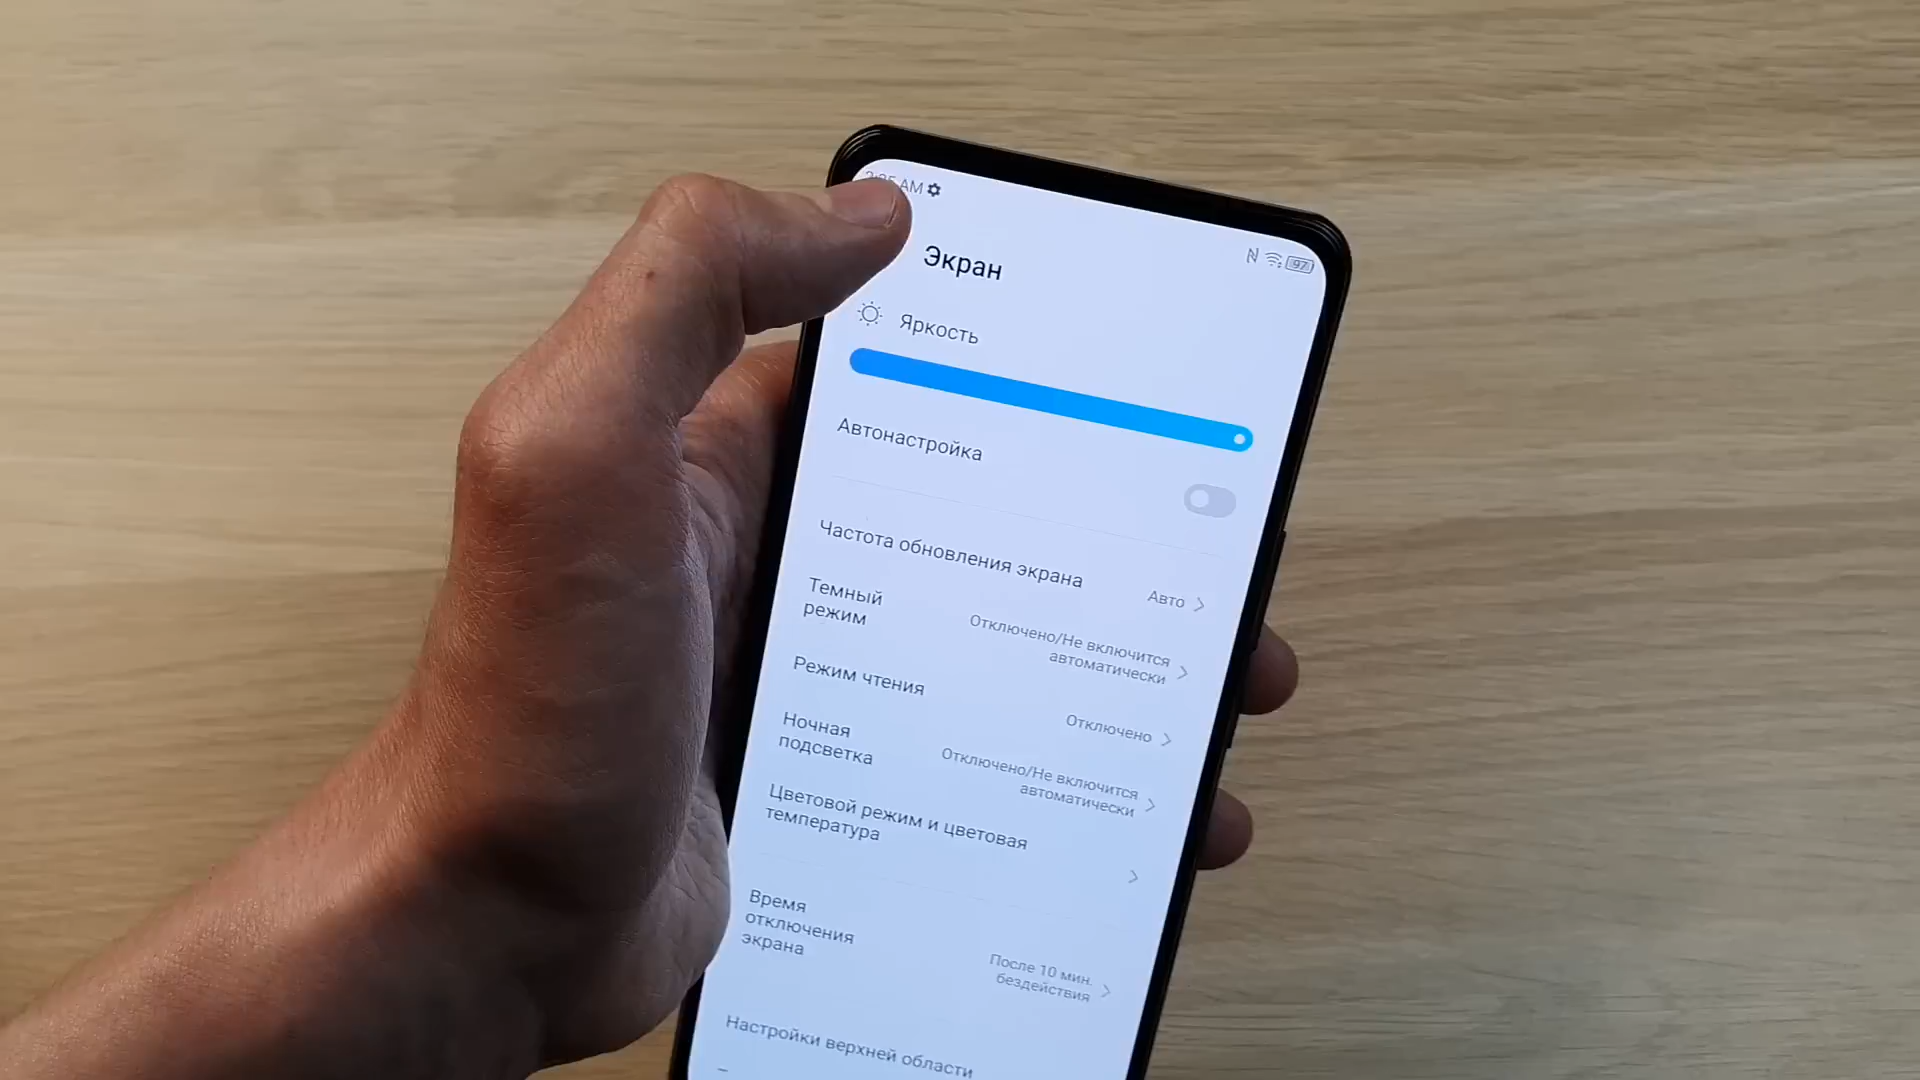 AM
97
Экран
Яркость
Автонастройка
Частота обновления экрана
Авто
Темный
режим
Отключено/Не включится
автоматически
Режим чтения
Отключено
Ночная
подсветка
Отключено/Не включится
автоматически
Цветовой режим и цветовая
температура
Время
отключения
экрана
После 10 мин.
бездействия
Настройки верхней области